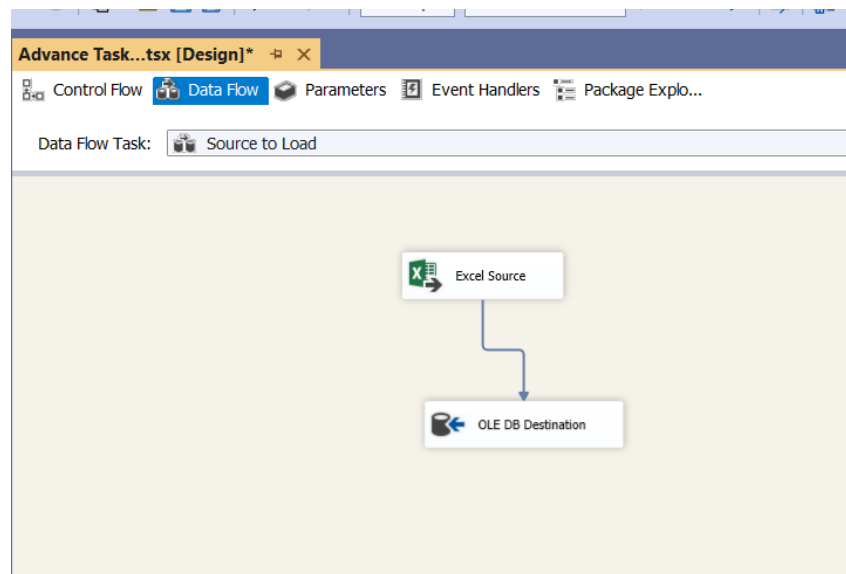 Advance Task...tsx [Design]*
Control Flow Data Flow Parameters Event Handlers Package Explo...
Data Flow Task: Source to Load
Excel Source
OLE DB Destination